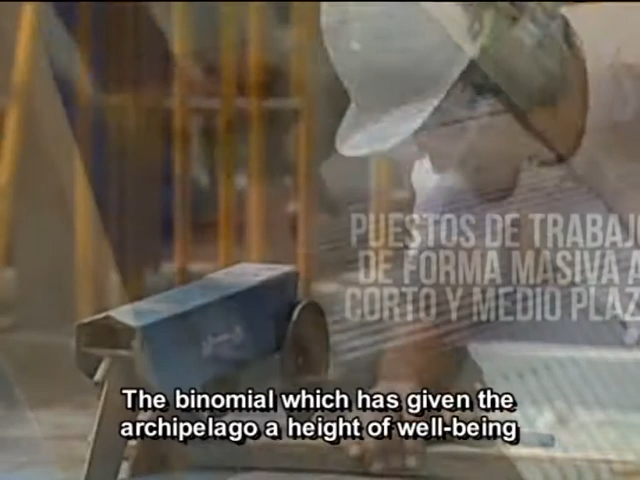 PUESTOS DE TRABAJO
DE FORMA MASIVA A
CORTO Y MEDIO PLAZ
The binomial which has given the
archipelago a height of well-being